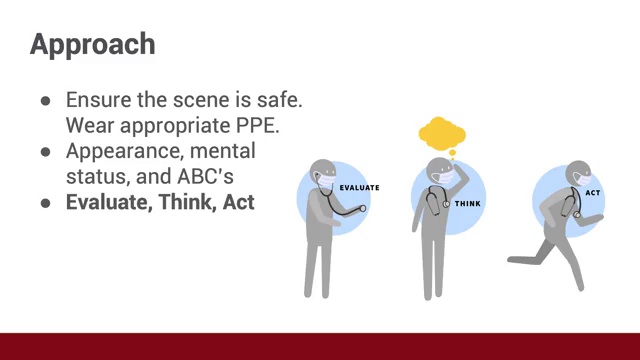 Approach
● Ensure the scene is safe.
Wear appropriate PPE.
● Appearance, mental
status, and ABC's
● Evaluate, Think, Act
EVALUATE
THINK
ACT